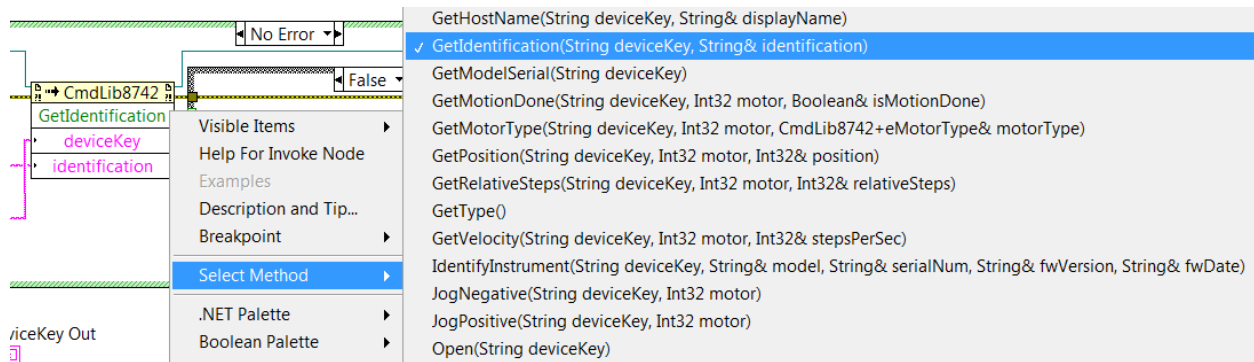 No Error
False
CmdLib8742
GetIdentification
deviceKey
identification
Visible Items
Help For Invoke Node
Examples
Description and Tip...
Breakpoint
Select Method
.NET Palette
Boolean Palette
GetHostName(String deviceKey, String& displayName)
✓ GetIdentification(String deviceKey, String& identification)
GetModelSerial(String deviceKey)
GetMotionDone(String deviceKey, Int32 motor, Boolean& isMotionDone)
GetMotorType(String deviceKey, Int32 motor, CmdLib8742+eMotorType& motorType)
GetPosition(String deviceKey, Int32 motor, Int32& position)
GetRelativeSteps(String deviceKey, Int32 motor, Int32& relativeSteps)
GetType()
GetVelocity(String deviceKey, Int32 motor, Int32& stepsPerSec)
IdentifyInstrument(String deviceKey, String& model, String& serialNum, String& fwVersion, String& fwDate)
JogNegative(String deviceKey, Int32 motor)
JogPositive(String deviceKey, Int32 motor)
Open(String deviceKey)
viceKey Out